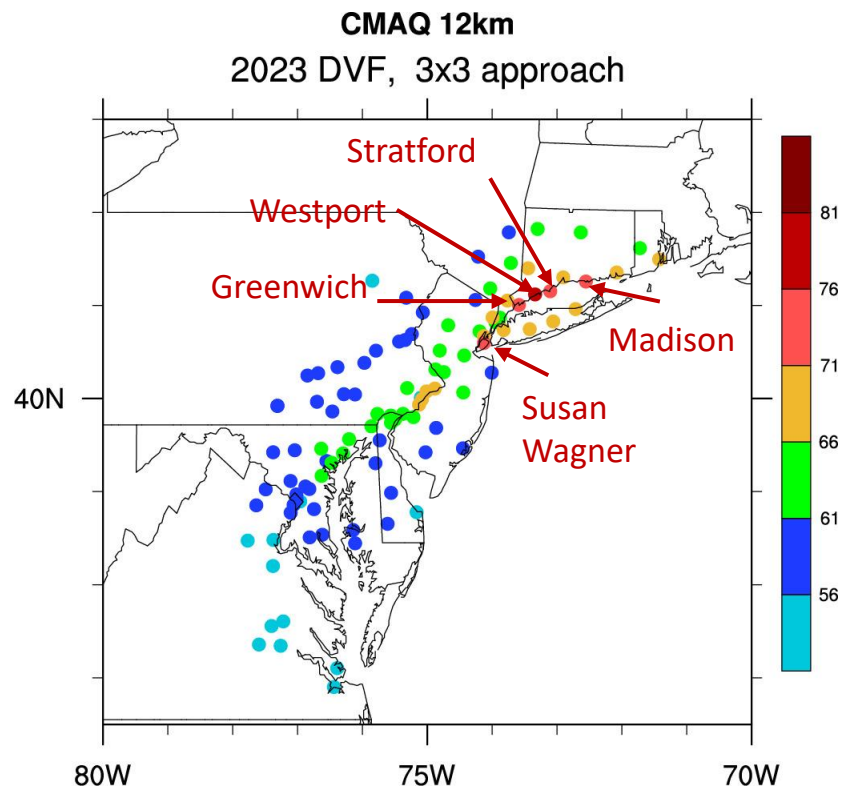 CMAQ 12km
2023 DVF, 3x3 approach
Stratford
Westport
Greenwich
Madison
Susan
Wagner
40N
80W
75W
70W
81
76
71
66
61
56